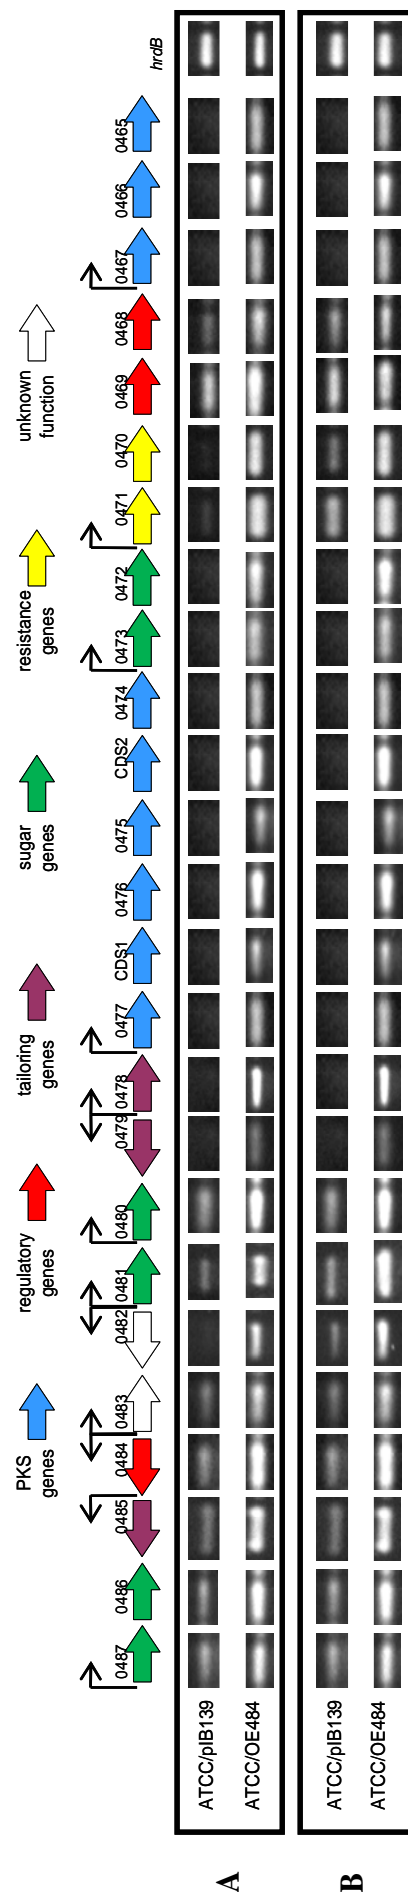 PKS
genes
regulatory
genes
tailoring
genes
sugar
genes
resistance
genes
unknown
function
0487
0486
0485
0484
0483
0482
0481
0480
0479
0478
0477
CDS1
0476
0475
CDS2
0474
0473
0472
0471
0470
0469
0468
0467
0466
0465
hrdB
A
ATCC/pIB139
ATCC/OE484
B
ATCC/pIB139
ATCC/OE484